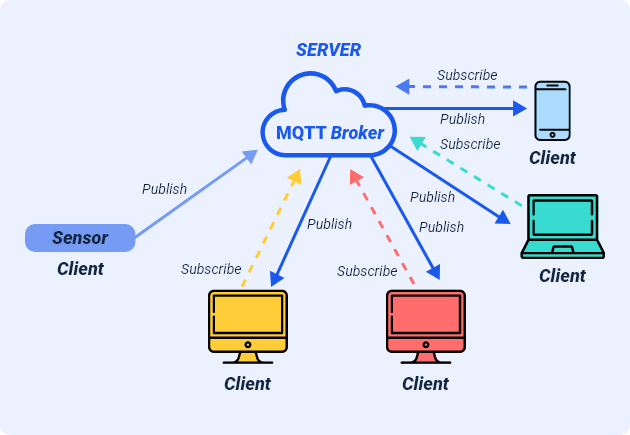 SERVER
Subscribe
MQTT Broker
Publish
Subscribe
Client
Publish
Publish
Sensor
Client
Publish
Publish
Subscribe
Subscribe
Client
Client
Client